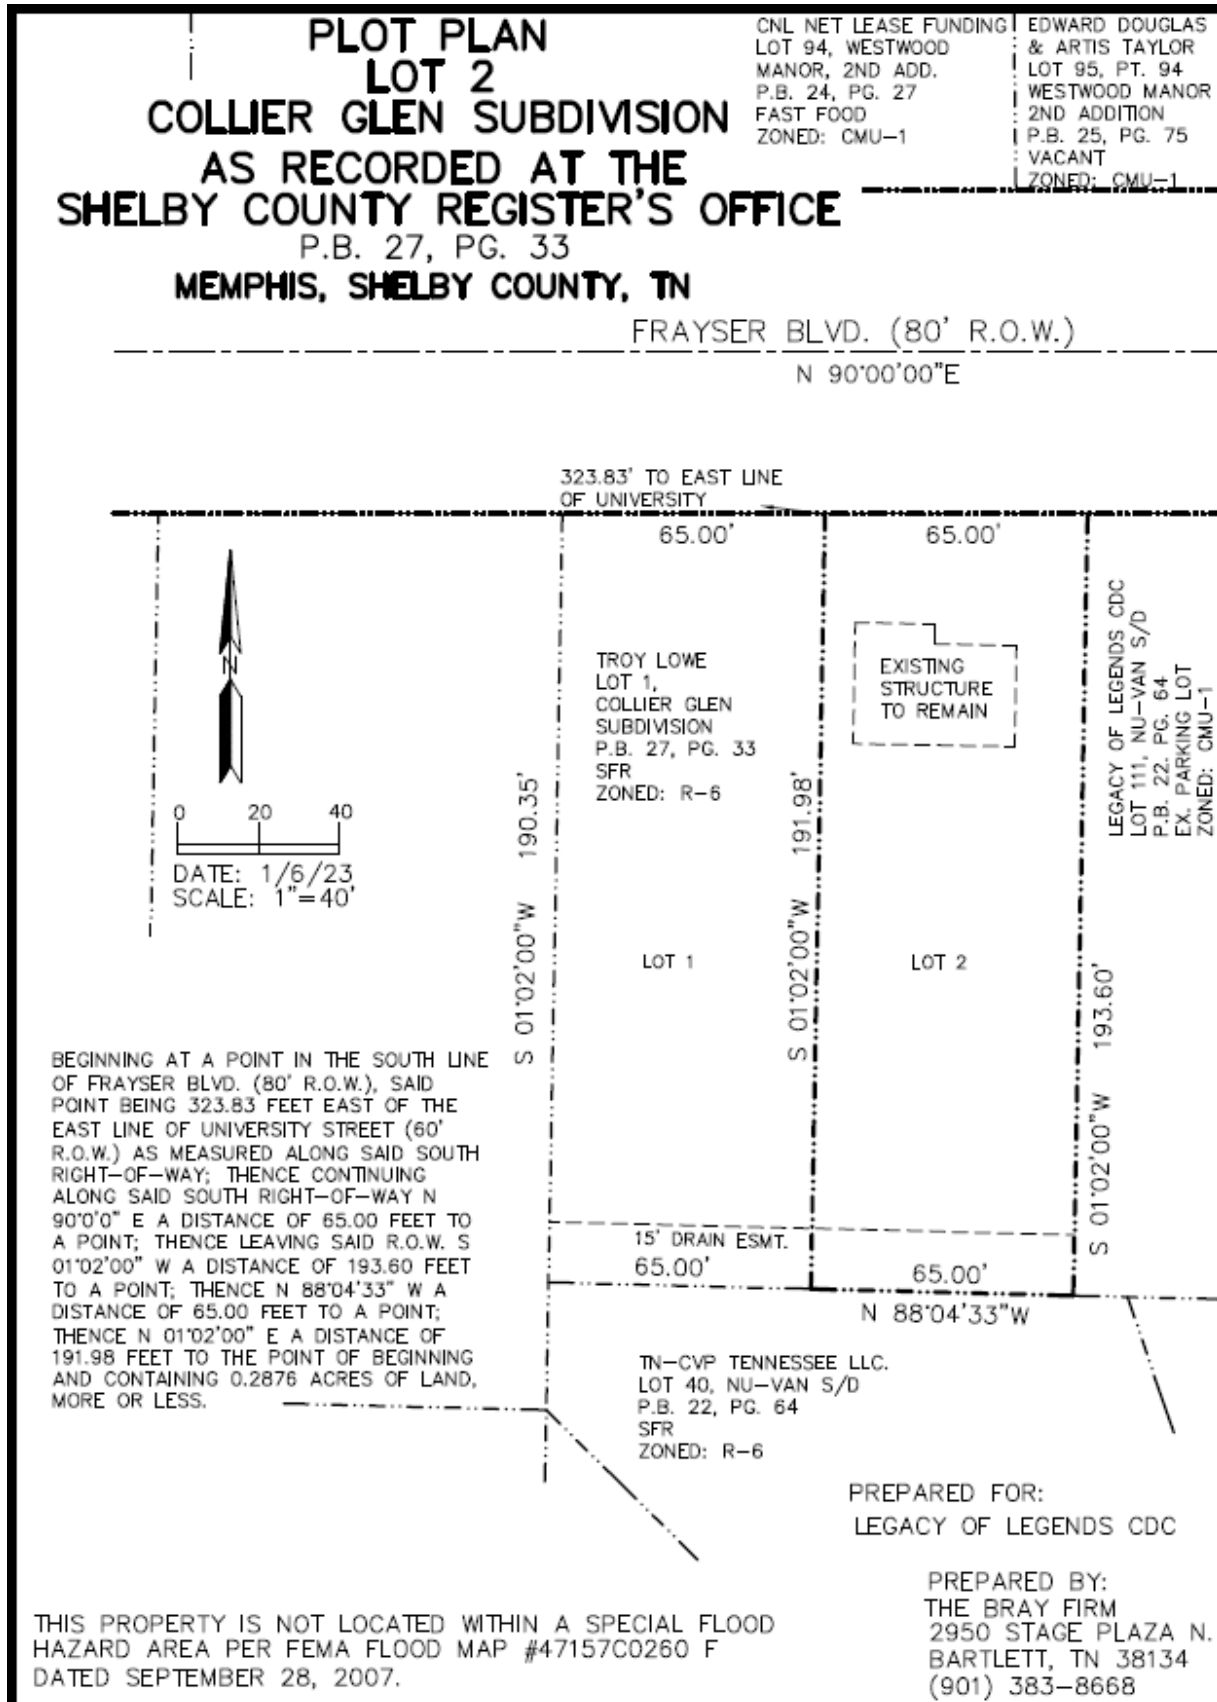 PLOT PLAN
LOT 2
COLLIER GLEN SUBDIVISION
AS RECORDED AT THE
SHELBY COUNTY REGISTER'S OFFICE
P.B. 27, PG. 33
MEMPHIS, SHELBY COUNTY, TN
CNL NET LEASE FUNDING
LOT 94, WESTWOOD
MANOR, 2ND ADD.
P.B. 24, PG. 27
FAST FOOD
ZONED: CMU-1
EDWARD DOUGLAS
& ARTIS TAYLOR
LOT 95, PT. 94
WESTWOOD MANOR
2ND ADDITION
P.B. 25, PG. 75
VACANT
ZONED: CMU-1
FRAYSER BLVD. (80' R.O.W.)
N 90°00'00"E
323.83' TO EAST LINE
OF UNIVERSITY
65.00'
65.00'
N
0 20 40
DATE: 1/6/23
SCALE: 1"=40'
TROY LOWE
LOT 1,
COLLIER GLEN
SUBDIVISION
P.B. 27, PG. 33
SFR
ZONED: R-6
EXISTING
STRUCTURE
TO REMAIN
LEGACY OF LEGENDS CDC
LOT 111, NU-VAN S/D
P.B. 22, PG. 64
EX. PARKING LOT
ZONED: CMU-1
S 01°02'00"W 190.35'
S 01°02'00"W 191.98'
S 01°02'00"W 193.60'
LOT 1
LOT 2
BEGINNING AT A POINT IN THE SOUTH LINE
OF FRAYSER BLVD. (80' R.O.W.), SAID
POINT BEING 323.83 FEET EAST OF THE
EAST LINE OF UNIVERSITY STREET (60'
R.O.W.) AS MEASURED ALONG SAID SOUTH
RIGHT-OF-WAY; THENCE CONTINUING
ALONG SAID SOUTH RIGHT-OF-WAY N
90°0'0" E A DISTANCE OF 65.00 FEET TO
A POINT; THENCE LEAVING SAID R.O.W. S
01°02'00" W A DISTANCE OF 193.60 FEET
TO A POINT; THENCE N 88°04'33" W A
DISTANCE OF 65.00 FEET TO A POINT;
THENCE N 01°02'00" E A DISTANCE OF
191.98 FEET TO THE POINT OF BEGINNING
AND CONTAINING 0.2876 ACRES OF LAND,
MORE OR LESS.
15' DRAIN ESMT.
65.00'
65.00'
N 88°04'33"W
TN-CVP TENNESSEE LLC.
LOT 40, NU-VAN S/D
P.B. 22, PG. 64
SFR
ZONED: R-6
PREPARED FOR:
LEGACY OF LEGENDS CDC
PREPARED BY:
THE BRAY FIRM
2950 STAGE PLAZA N.
BARTLETT, TN 38134
(901) 383-8668
THIS PROPERTY IS NOT LOCATED WITHIN A SPECIAL FLOOD
HAZARD AREA PER FEMA FLOOD MAP #47157C0260 F
DATED SEPTEMBER 28, 2007.